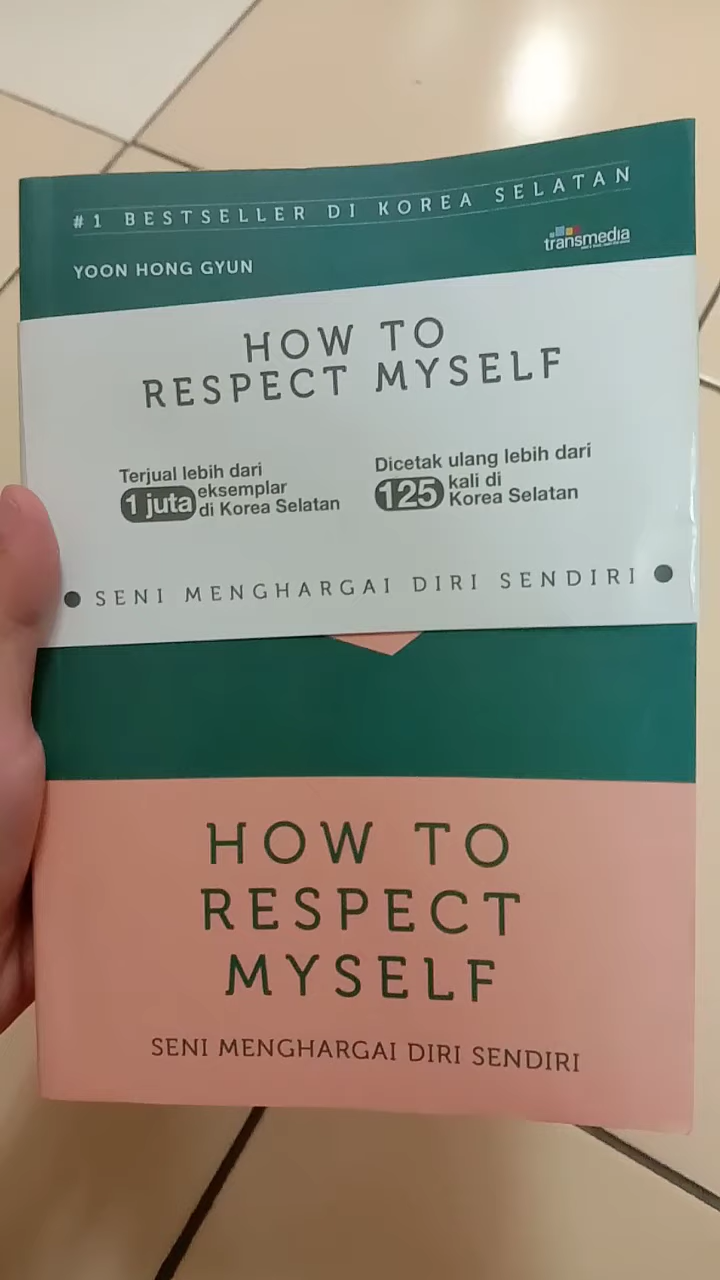 #1 BESTSELLER DI KOREA SELATAN
transmedia
YOON HONG GYUN
HOW TO
RESPECT MYSELF
Terjual lebih dari
1 juta eksemplar
di Korea Selatan
Dicetak ulang lebih dari
125 kali di
Korea Selatan
● SENI MENGHARGAI DIRI SENDIRI ●
HOW TO
RESPECT
MYSELF
SENI MENGHARGAI DIRI SENDIRI